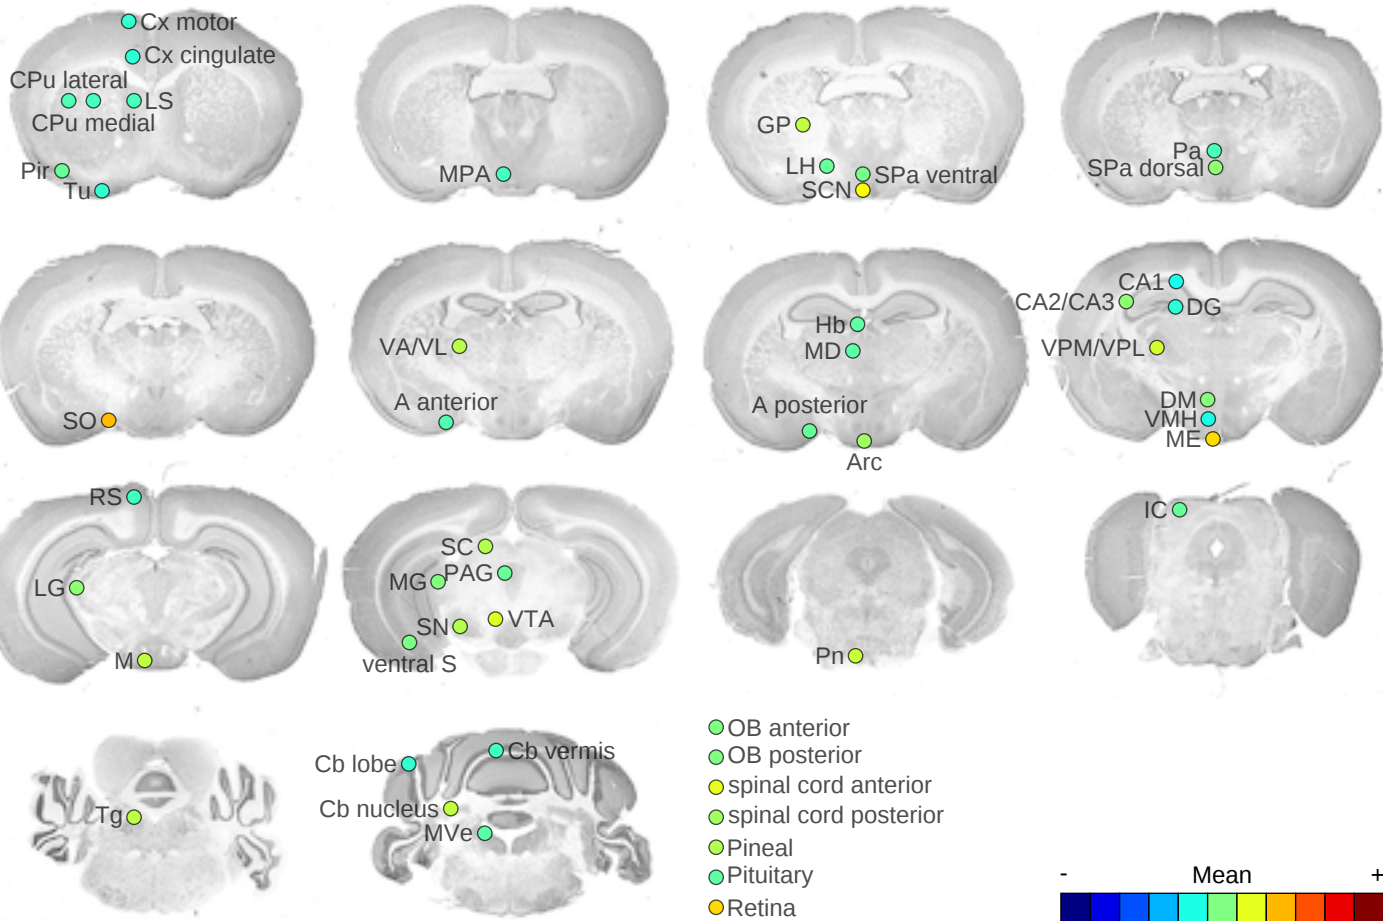 Cx motor
Cx cingulate
CPu lateral
LS
CPu medial
Pir
Tu
MPA
GP
LH
SPa ventral
SCN
Pa
SPa dorsal
SO
VA/VL
A anterior
Hb
MD
A posterior
Arc
CA1
CA2/CA3
DG
VPM/VPL
DM
VMH
ME
RS
LG
M
SC
PAG
MG
VTA
SN
ventral S
Pn
IC
Tg
Cb vermis
Cb lobe
Cb nucleus
MVe
OB anterior
OB posterior
spinal cord anterior
spinal cord posterior
Pineal
Pituitary
Retina
- Mean +